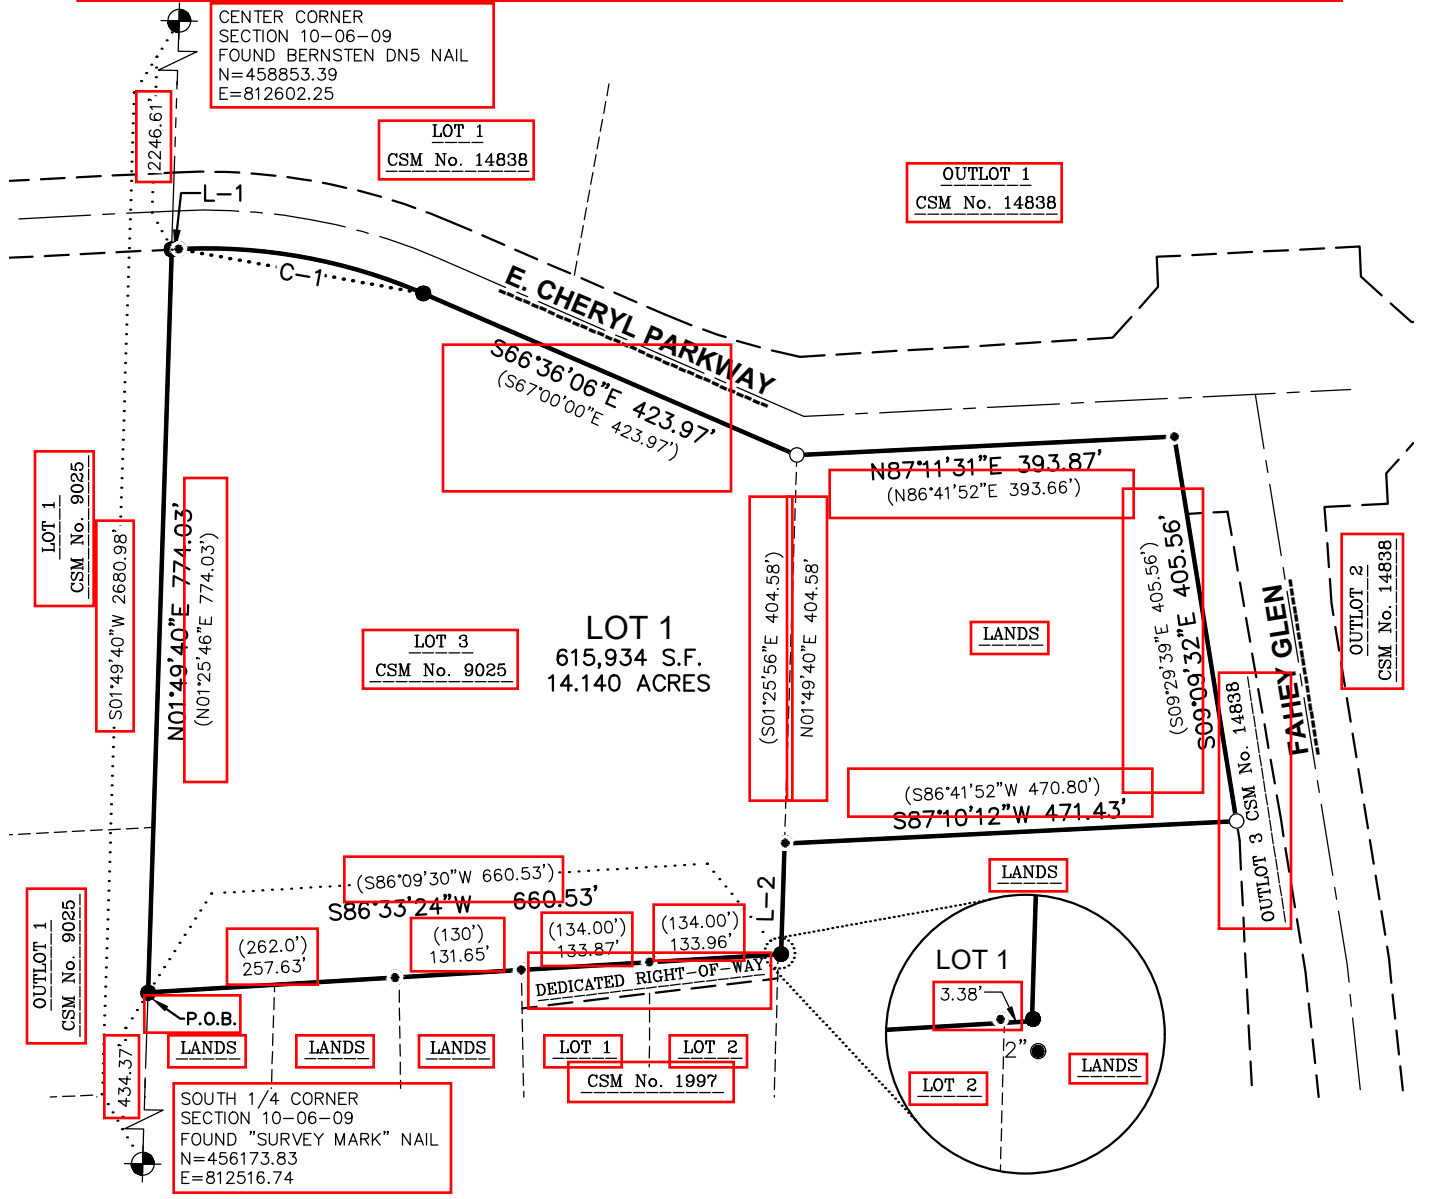 CENTER CORNER
SECTION 10-06-09
FOUND BERNSTEN DN5 NAIL
N=458853.39
E=812602.25
2246.61'
LOT 1
CSM No. 14838
OUTLOT 1
CSM No. 14838
L-1
C-1
E. CHERYL PARKWAY
S66°36'06"E 423.97'
(S67°00'00"E 423.97')
N87°11'31"E 393.87'
(N86°41'52"E 393.66')
LOT 1
CSM No. 9025
S01°49'40"W 2680.98'
N01°49'40"E 774.03'
(N01°25'46"E 774.03')
LOT 3
CSM No. 9025
LOT 1
615,934 S.F.
14.140 ACRES
(S01°25'56"E 404.58')
N01°49'40"E 404.58'
LANDS
(S09°29'39"E 405.56')
S09°09'32"E 405.56'
FAHEY GLEN
OUTLOT 2
CSM No. 14838
OUTLOT 3 CSM No. 14838
(S86°41'52"W 470.80')
S87°10'12"W 471.43'
(S86°09'30"W 660.53')
S86°33'24"W 660.53'
L-2
LANDS
OUTLOT 1
CSM No. 9025
(262.0')
257.63'
(130')
131.65'
(134.00')
133.87'
(134.00')
133.96'
DEDICATED RIGHT-OF-WAY
P.O.B.
LANDS
LANDS
LANDS
LOT 1
LOT 2
CSM No. 1997
434.37'
LOT 1
3.38'
2"
LANDS
LOT 2
SOUTH 1/4 CORNER
SECTION 10-06-09
FOUND "SURVEY MARK" NAIL
N=456173.83
E=812516.74